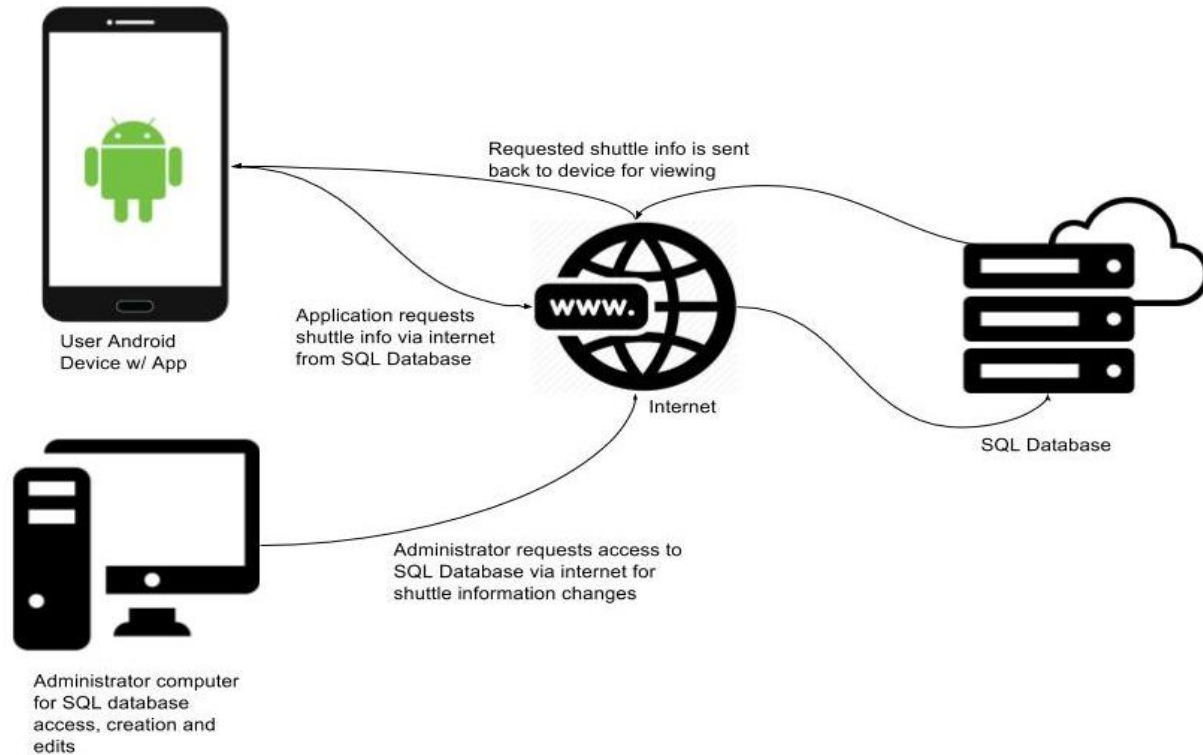 Requested shuttle info is sent
back to device for viewing
Application requests
shuttle info via internet
from SQL Database
www.
User Android
Device w/ App
Internet
SQL Database
Administrator requests access to
SQL Database via internet for
shuttle information changes
Administrator computer
for SQL database
access, creation and
edits